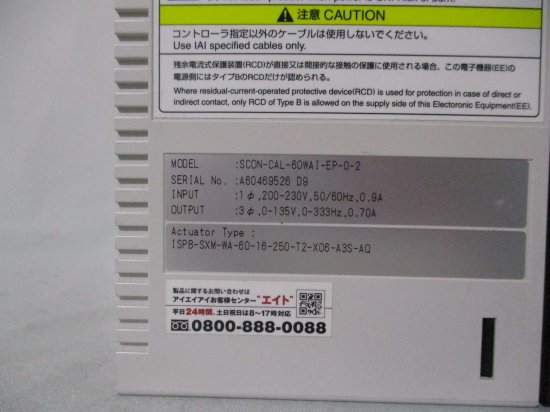 ⚠ 注意 CAUTION
コントローラ指定以外のケーブルは使用しないでください。
Use IAI specified cables only.
残余電流式保護装置(RCD)が直接又は間接的な接触の保護に使用される場合、この電子機器(EE)の
電源側にはタイプBのRCDだけが認められる。
Where residual-current-operated protective device(RCD) is used for protection in case of direct or
indirect contact, only RCD of Type B is allowed on the supply side of this Electoronic Equipment(EE).
MODEL :SCON-CAL-60WAI-EP-0-2
SERIAL No. :A60469526 D9
INPUT :1φ,200-230V,50/60Hz,0.9A
OUTPUT :3φ,0-135V,0-333Hz,0.70A
Actuator Type :
ISPB-SXM-WA-60-16-250-T2-X06-A3S-AQ
製品に関するお問い合わせは
アイエイアイお客様センター"エイト"
平日24時間、土日祝日は8～17時対応
0800-888-0088